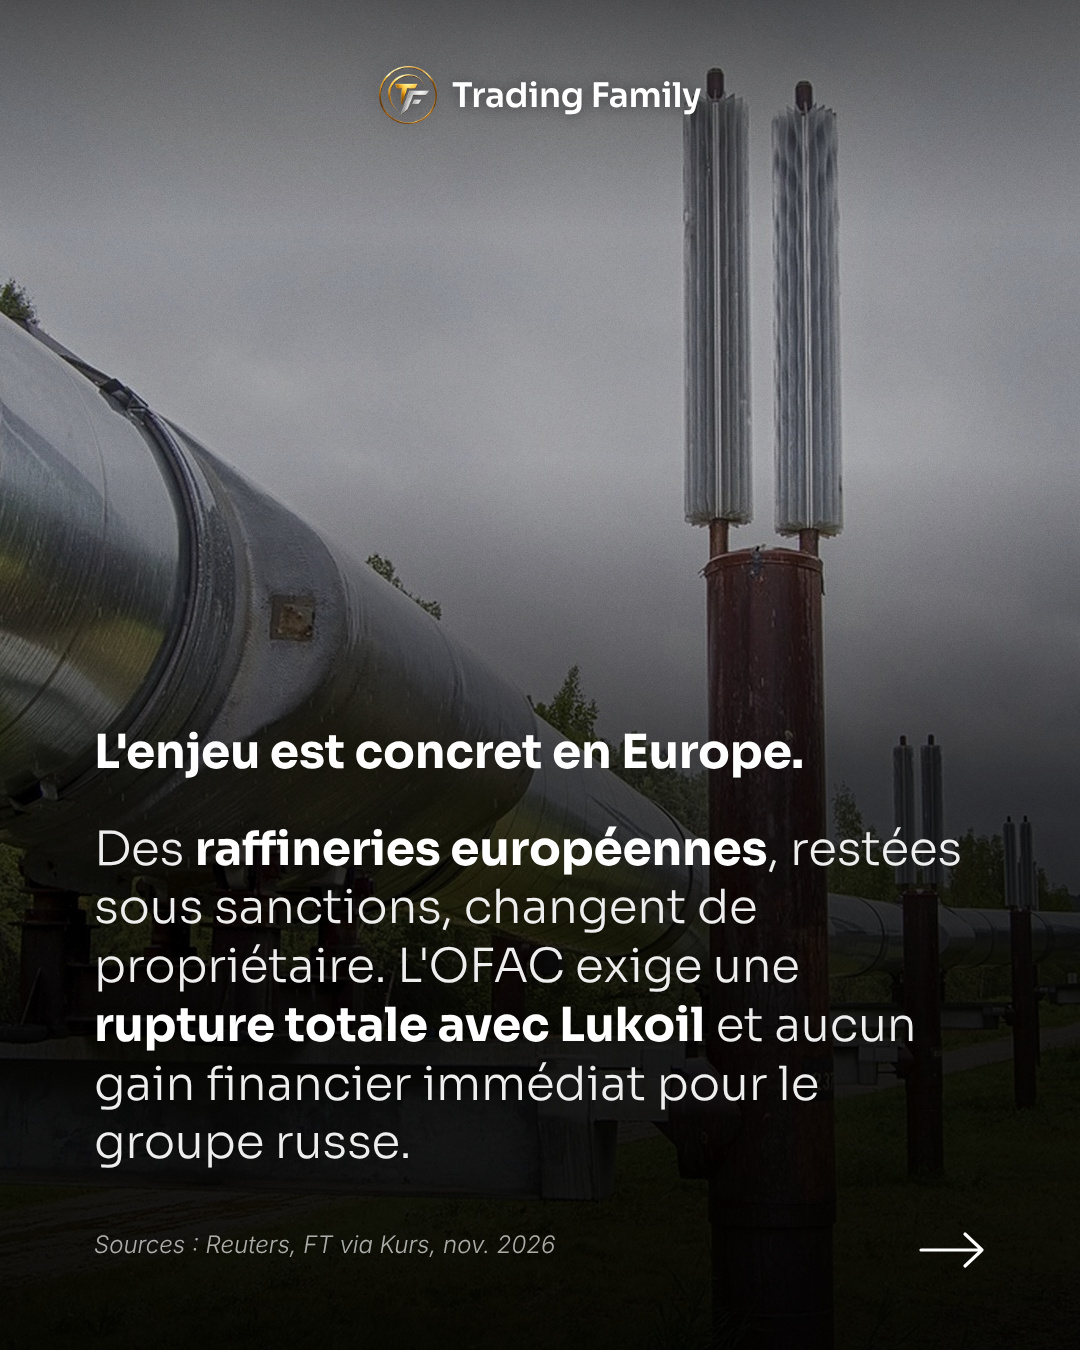 Trading Family
L'enjeu est concret en Europe.
Des raffineries européennes, restées
sous sanctions, changent de
propriétaire. L'OFAC exige une
rupture totale avec Lukoil et aucun
gain financier immédiat pour le
groupe russe.
Sources : Reuters, FT via Kurs, nov. 2026